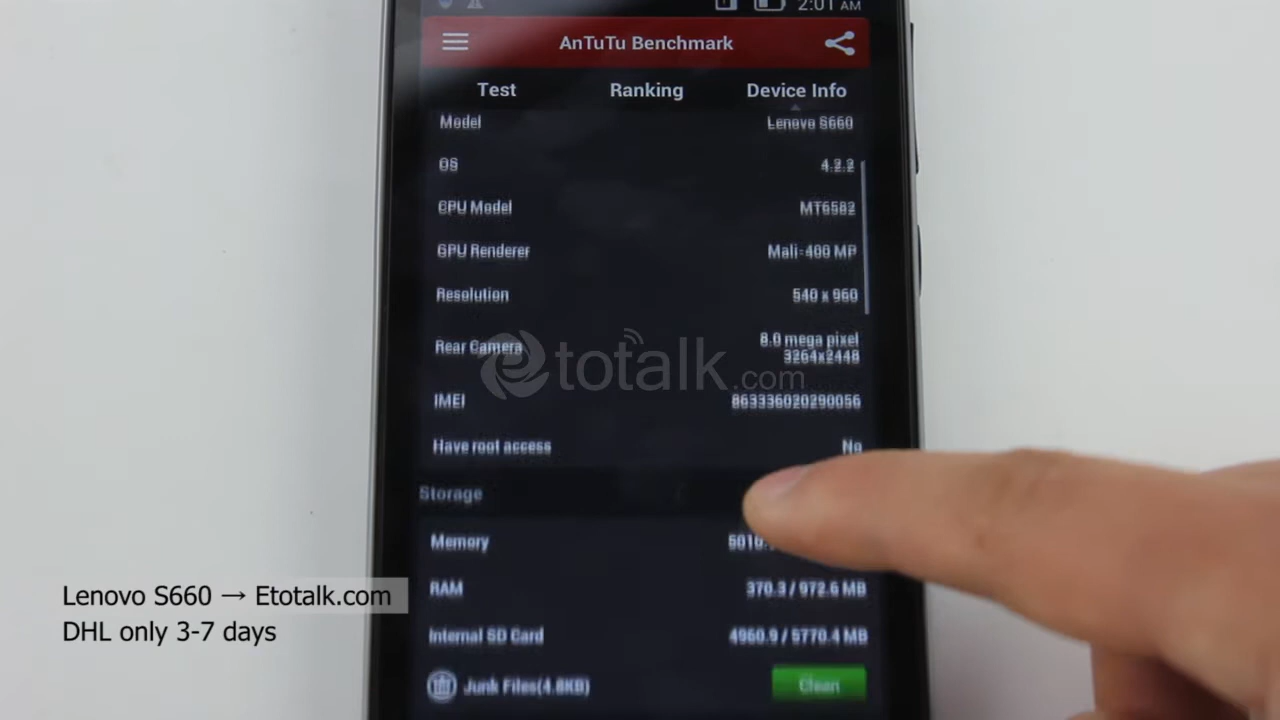 2:01 AM
AnTuTu Benchmark
Test Ranking Device Info
Model Lenovo S660
OS 4.2.2
CPU Model MT6582
GPU Renderer Mali-400 MP
Resolution 540 x 960
Rear Camera 8.0 mega pixel
3264x2448
etotalk.com
IMEI 863336020290056
Have root access No
Storage
Memory
RAM 370.3 / 972.6 MB
Internal SD Card 4960.9 / 5770.4 MB
Junk Files(4.8KB) Clean
Lenovo S660 → Etotalk.com
DHL only 3-7 days